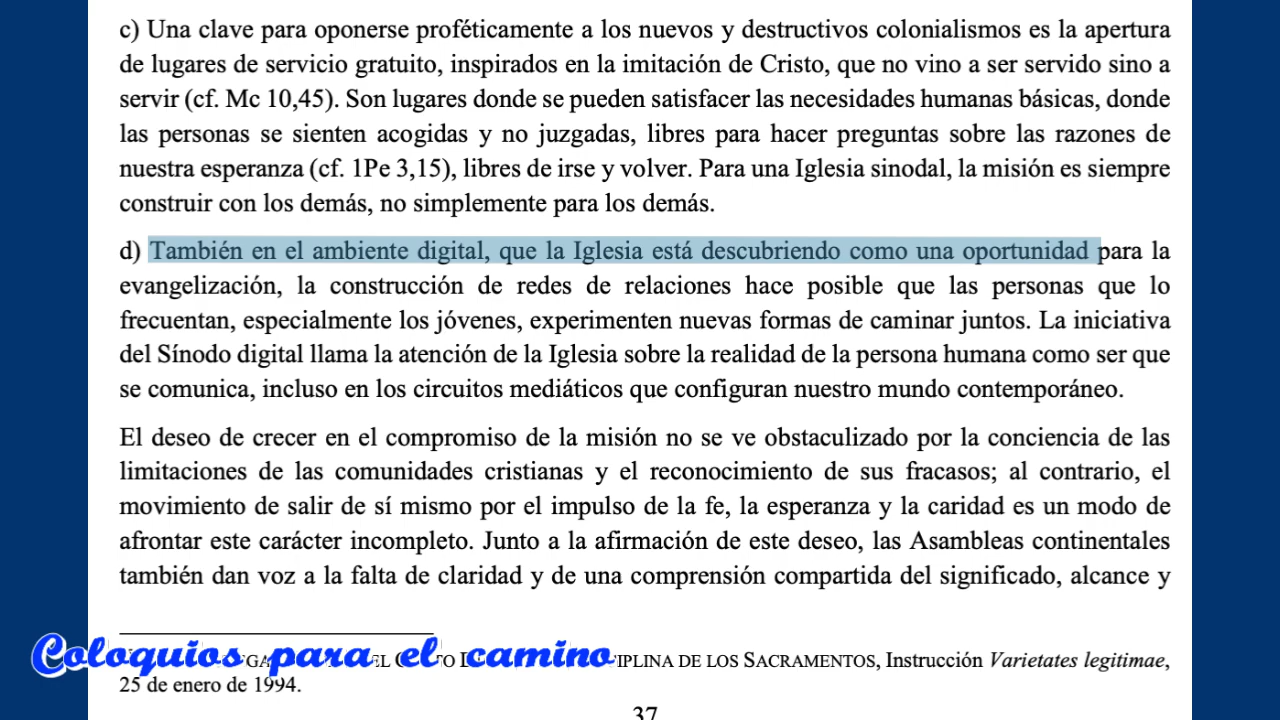 c) Una clave para oponerse proféticamente a los nuevos y destructivos colonialismos es la apertura
de lugares de servicio gratuito, inspirados en la imitación de Cristo, que no vino a ser servido sino a
servir (cf. Mc 10,45). Son lugares donde se pueden satisfacer las necesidades humanas básicas, donde
las personas se sienten acogidas y no juzgadas, libres para hacer preguntas sobre las razones de
nuestra esperanza (cf. 1Pe 3,15), libres de irse y volver. Para una Iglesia sinodal, la misión es siempre
construir con los demás, no simplemente para los demás.
d) También en el ambiente digital, que la Iglesia está descubriendo como una oportunidad para la
evangelización, la construcción de redes de relaciones hace posible que las personas que lo
frecuentan, especialmente los jóvenes, experimenten nuevas formas de caminar juntos. La iniciativa
del Sínodo digital llama la atención de la Iglesia sobre la realidad de la persona humana como ser que
se comunica, incluso en los circuitos mediáticos que configuran nuestro mundo contemporáneo.
El deseo de crecer en el compromiso de la misión no se ve obstaculizado por la conciencia de las
limitaciones de las comunidades cristianas y el reconocimiento de sus fracasos; al contrario, el
movimiento de salir de sí mismo por el impulso de la fe, la esperanza y la caridad es un modo de
afrontar este carácter incompleto. Junto a la afirmación de este deseo, las Asambleas continentales
también dan voz a la falta de claridad y de una comprensión compartida del significado, alcance y
Coloquios para el camino
DE LOS SACRAMENTOS, Instrucción Varietates legitimae,
25 de enero de 1994.
37